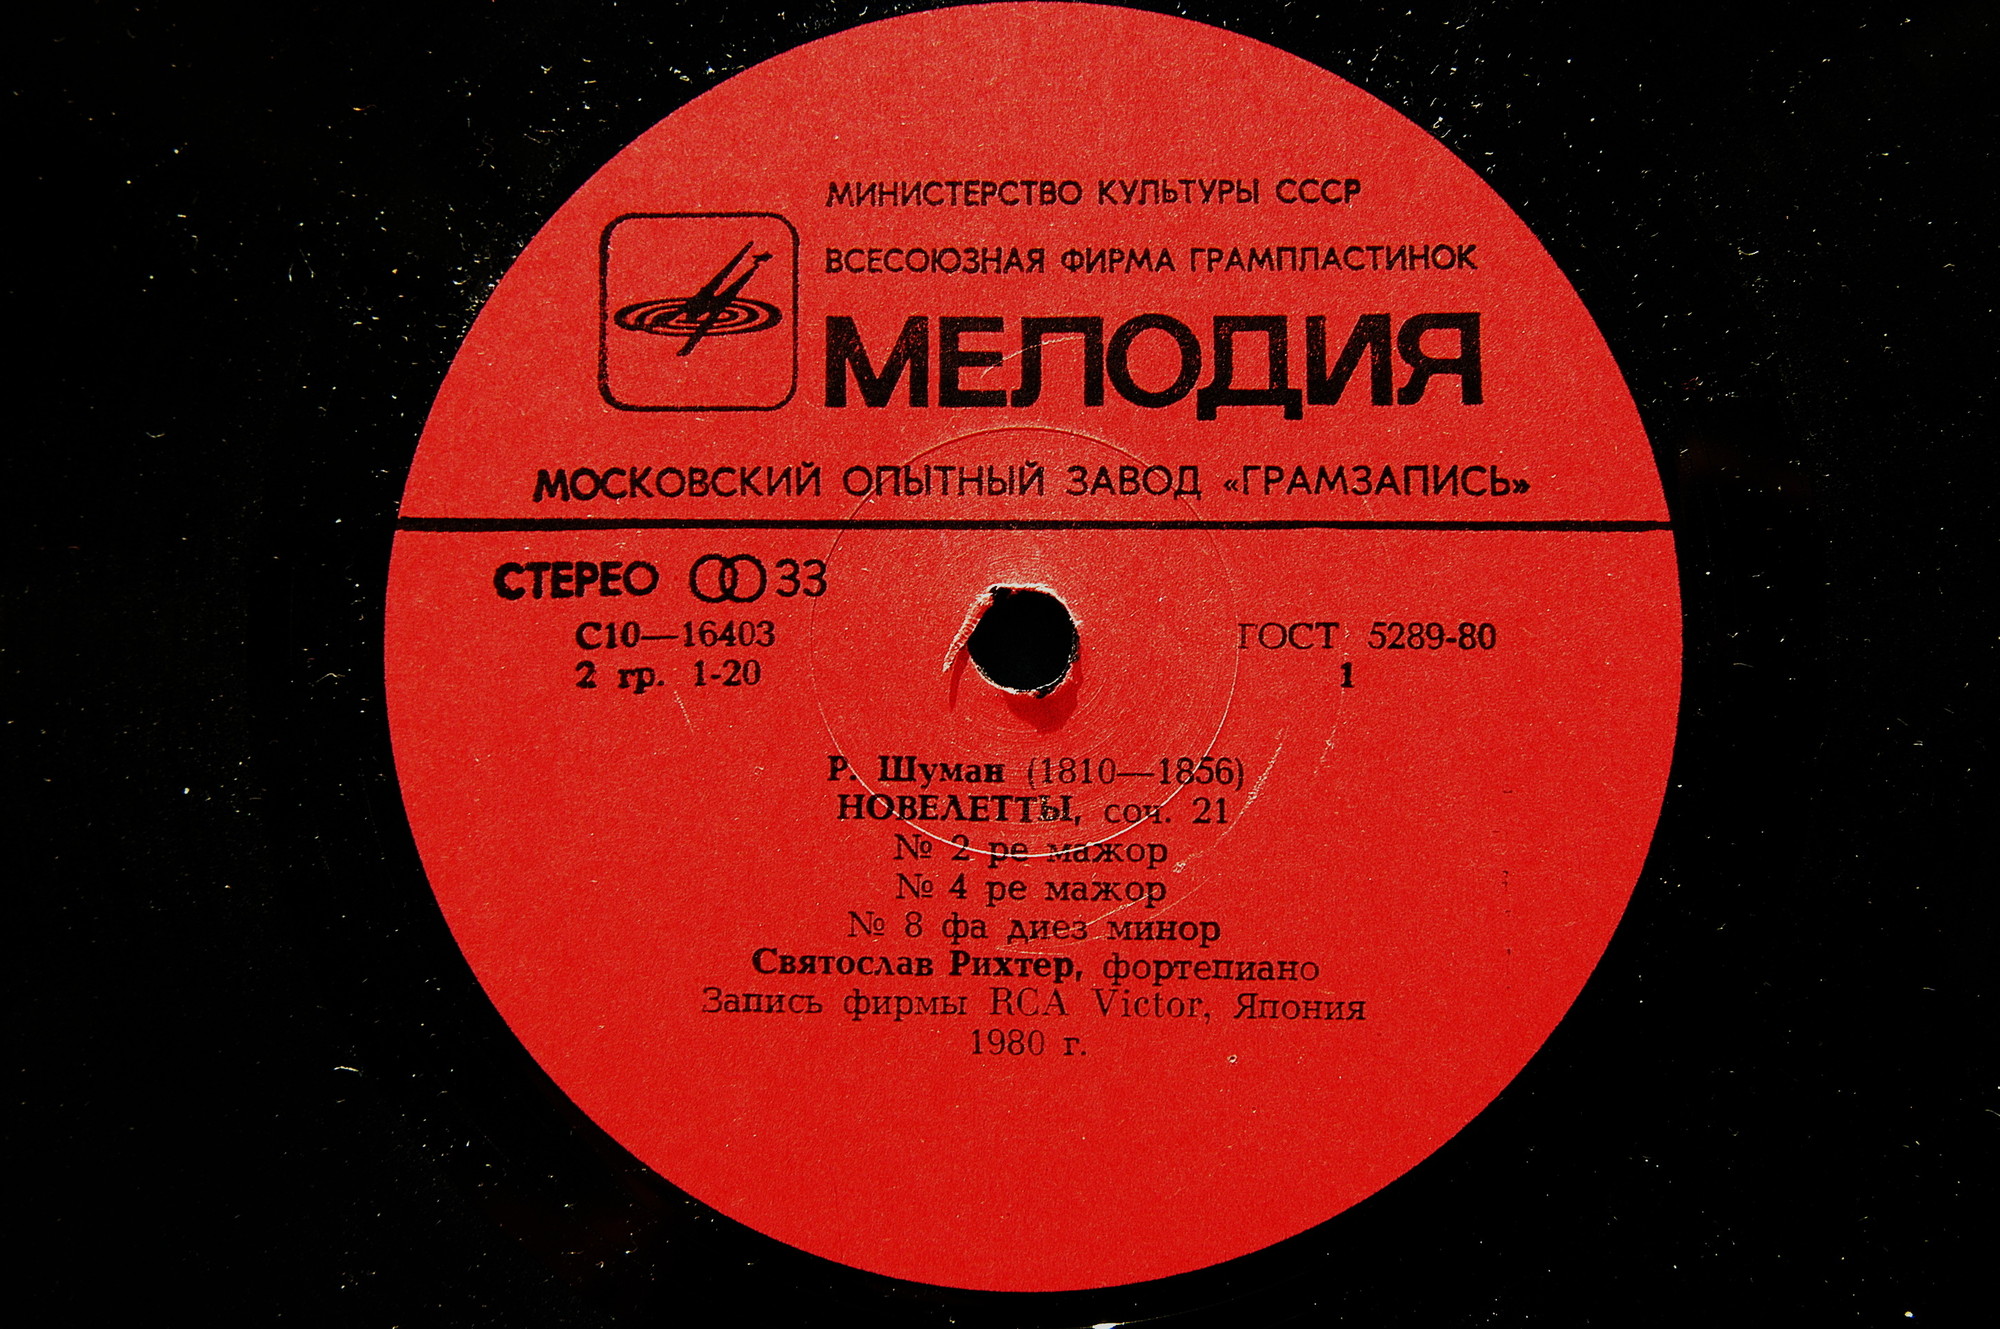 МИНИСТЕРСТВО КУЛЬТУРЫ СССР
ВСЕСОЮЗНАЯ ФИРМА ГРАМПЛАСТИНОК
МЕЛОДИЯ
МОСКОВСКИЙ ОПЫТНЫЙ ЗАВОД «ГРАМЗАПИСЬ»
СТЕРЕО 33
С10—16403 ГОСТ 5289-80
2 гр. 1-20 1
Р. Шуман (1810—1856)
НОВЕЛЕТТЫ, соч. 21
№ 2 ре мажор
№ 4 ре мажор
№ 8 фа диез минор
Святослав Рихтер, фортепиано
Запись фирмы RCA Victor, Япония
1980 г.